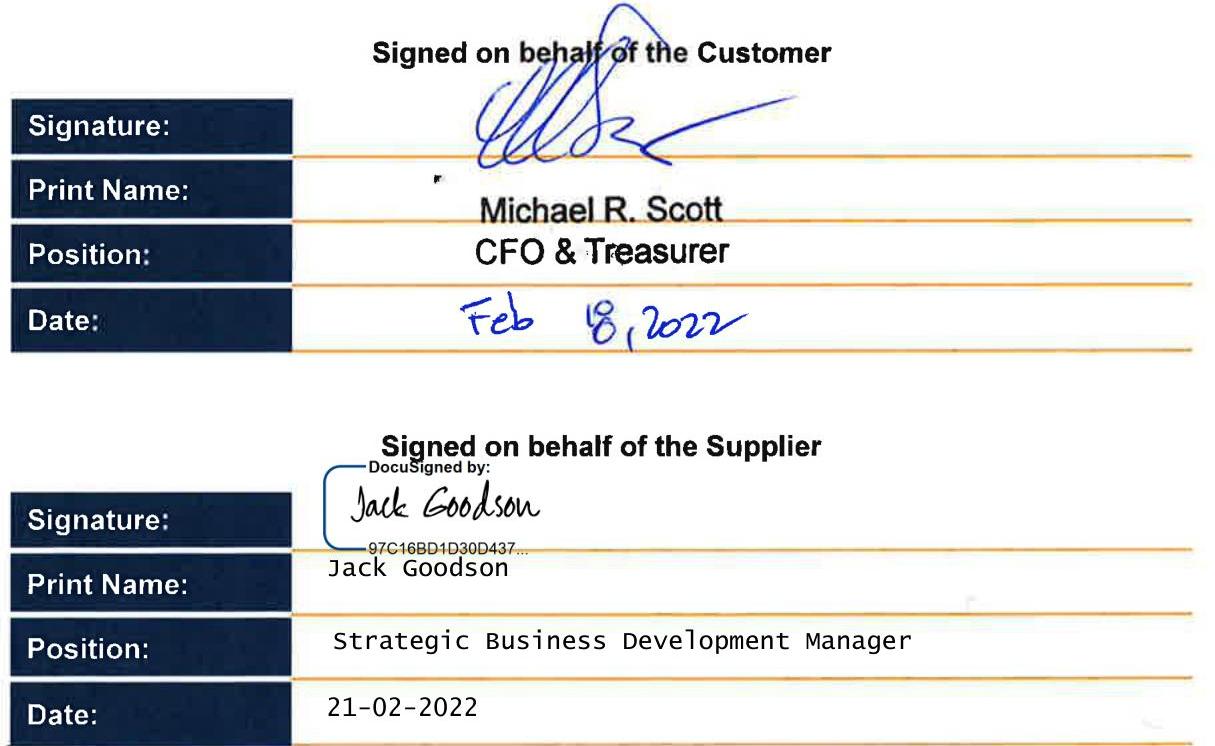 Signed on behalf of the Customer
Signature:
Print Name: Michael R. Scott
Position: CFO & Treasurer
Date: Feb 18, 2022
Signed on behalf of the Supplier
DocuSigned by:
Signature: Jack Goodson
97C16BD1D30D437...
Print Name: Jack Goodson
Position: Strategic Business Development Manager
Date: 21-02-2022